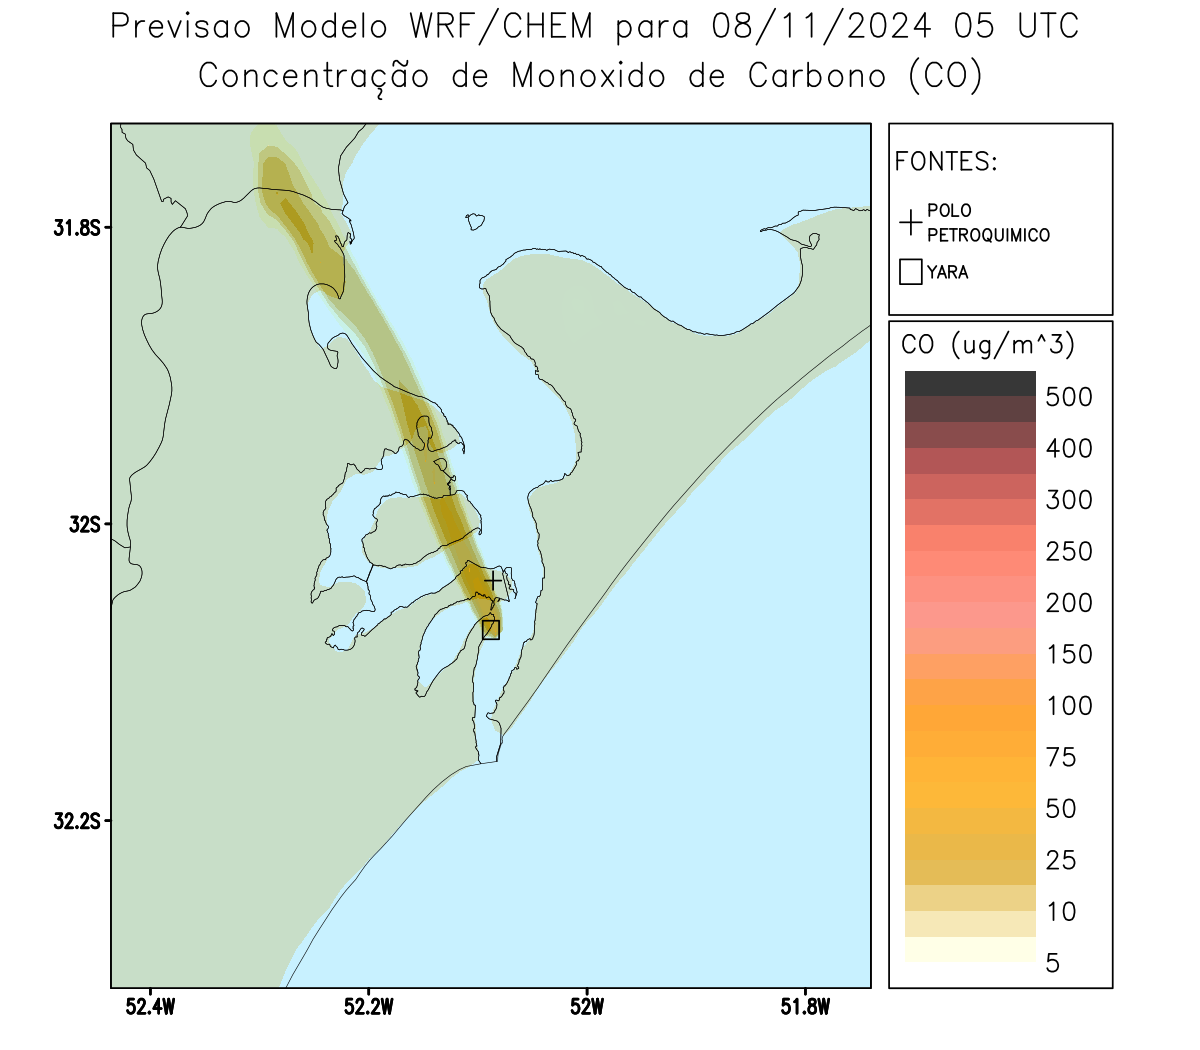 Previsao Modelo WRF/CHEM para 08/11/2024 05 UTC
Concentração de Monoxido de Carbono (CO)
FONTES:
POLO
PETROQUIMICO
YARA
CO (ug/m^3)
500
400
300
250
200
150
100
75
50
25
10
5
31.8S
32S
32.2S
52.4W
52.2W
52W
51.8W